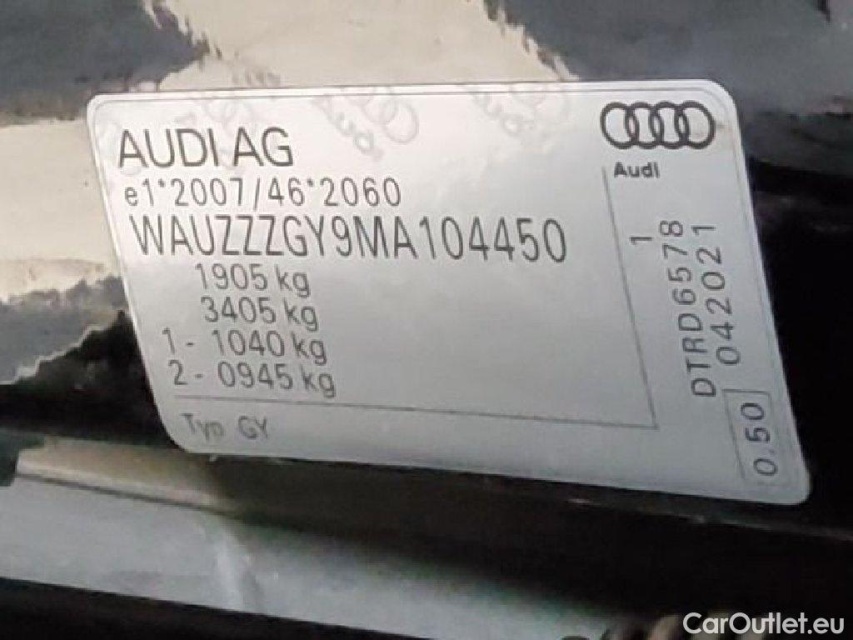 AUDI AG
e1*2007/46*2060
WAUZZZGY9MA104450
1905 kg
3405 kg
1 - 1040 kg
2 - 0945 kg
Typ GY
Audi
1
DTRD6578
042021
0.50
CarOutlet.eu